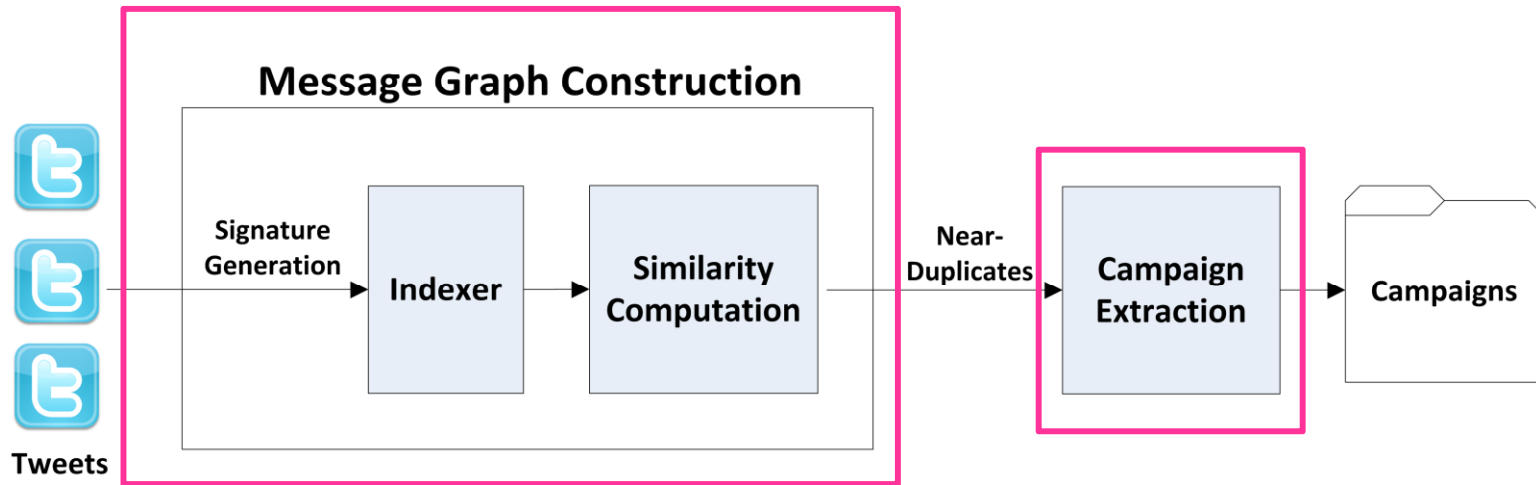 Message Graph Construction
Signature
Generation
Indexer
Similarity
Computation
Near-
Duplicates
Campaign
Extraction
Campaigns
Tweets